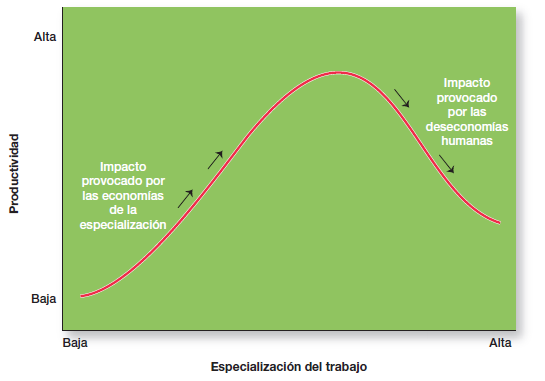 Alta
Productividad
Impacto
provocado
por las
deseconomías
humanas
Impacto
provocado por
las economías
de la
especialización
Baja
Baja
Alta
Especialización del trabajo